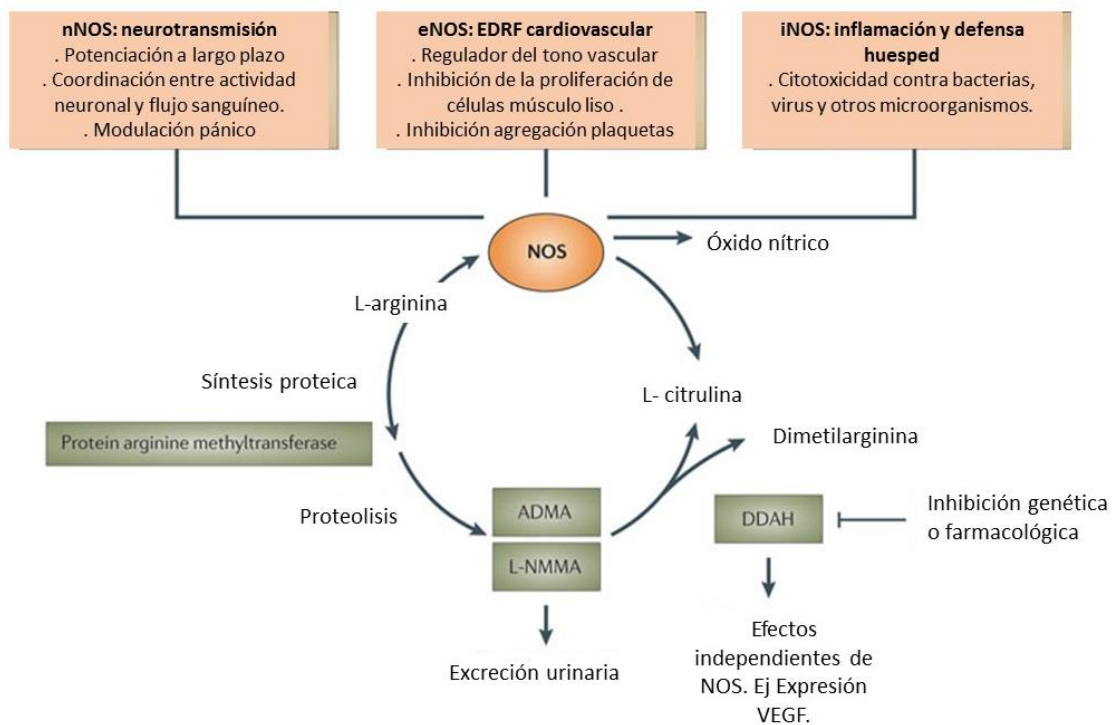 nNOS: neurotransmisión
. Potenciación a largo plazo
. Coordinación entre actividad
neuronal y flujo sanguíneo.
. Modulación pánico
eNOS: EDRF cardiovascular
. Regulador del tono vascular
. Inhibición de la proliferación de
células músculo liso .
. Inhibición agregación plaquetas
iNOS: inflamación y defensa
huesped
. Citotoxicidad contra bacterias,
virus y otros microorganismos.
NOS
Óxido nítrico
L-arginina
Síntesis proteica
L- citrulina
Protein arginine methyltransferase
Dimetilarginina
Proteolisis
ADMA
L-NMMA
DDAH
Inhibición genética
o farmacológica
Excreción urinaria
Efectos
independientes de
NOS. Ej Expresión
VEGF.